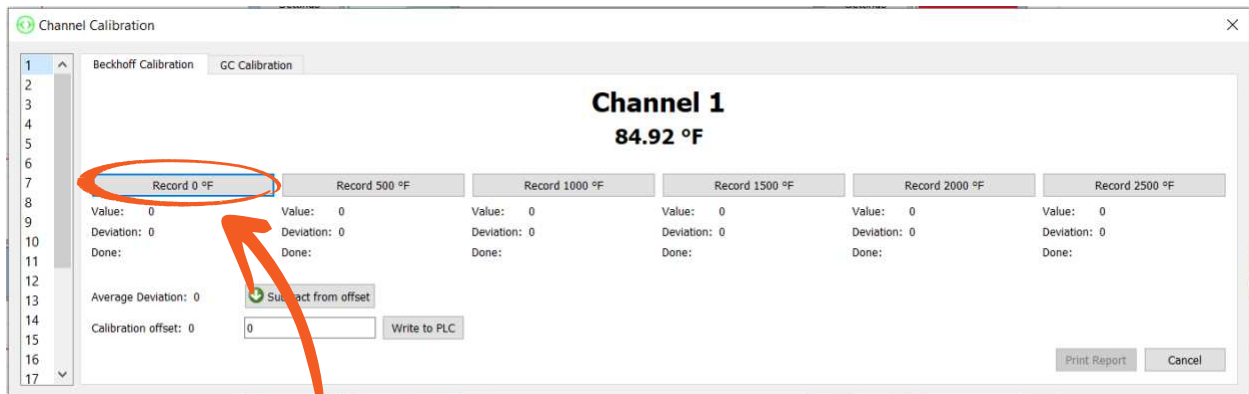 Channel Calibration
1
2
3
4
5
6
7
8
9
10
11
12
13
14
15
16
17
Beckhoff Calibration GC Calibration
Channel 1
84.92 °F
Record 0 °F Record 500 °F Record 1000 °F Record 1500 °F Record 2000 °F Record 2500 °F
Value: 0 Value: 0 Value: 0 Value: 0 Value: 0 Value: 0
Deviation: 0 Deviation: 0 Deviation: 0 Deviation: 0 Deviation: 0 Deviation: 0
Done: Done: Done: Done: Done: Done:
Average Deviation: 0 Subtract from offset
Calibration offset: 0 0 Write to PLC
Print Report Cancel